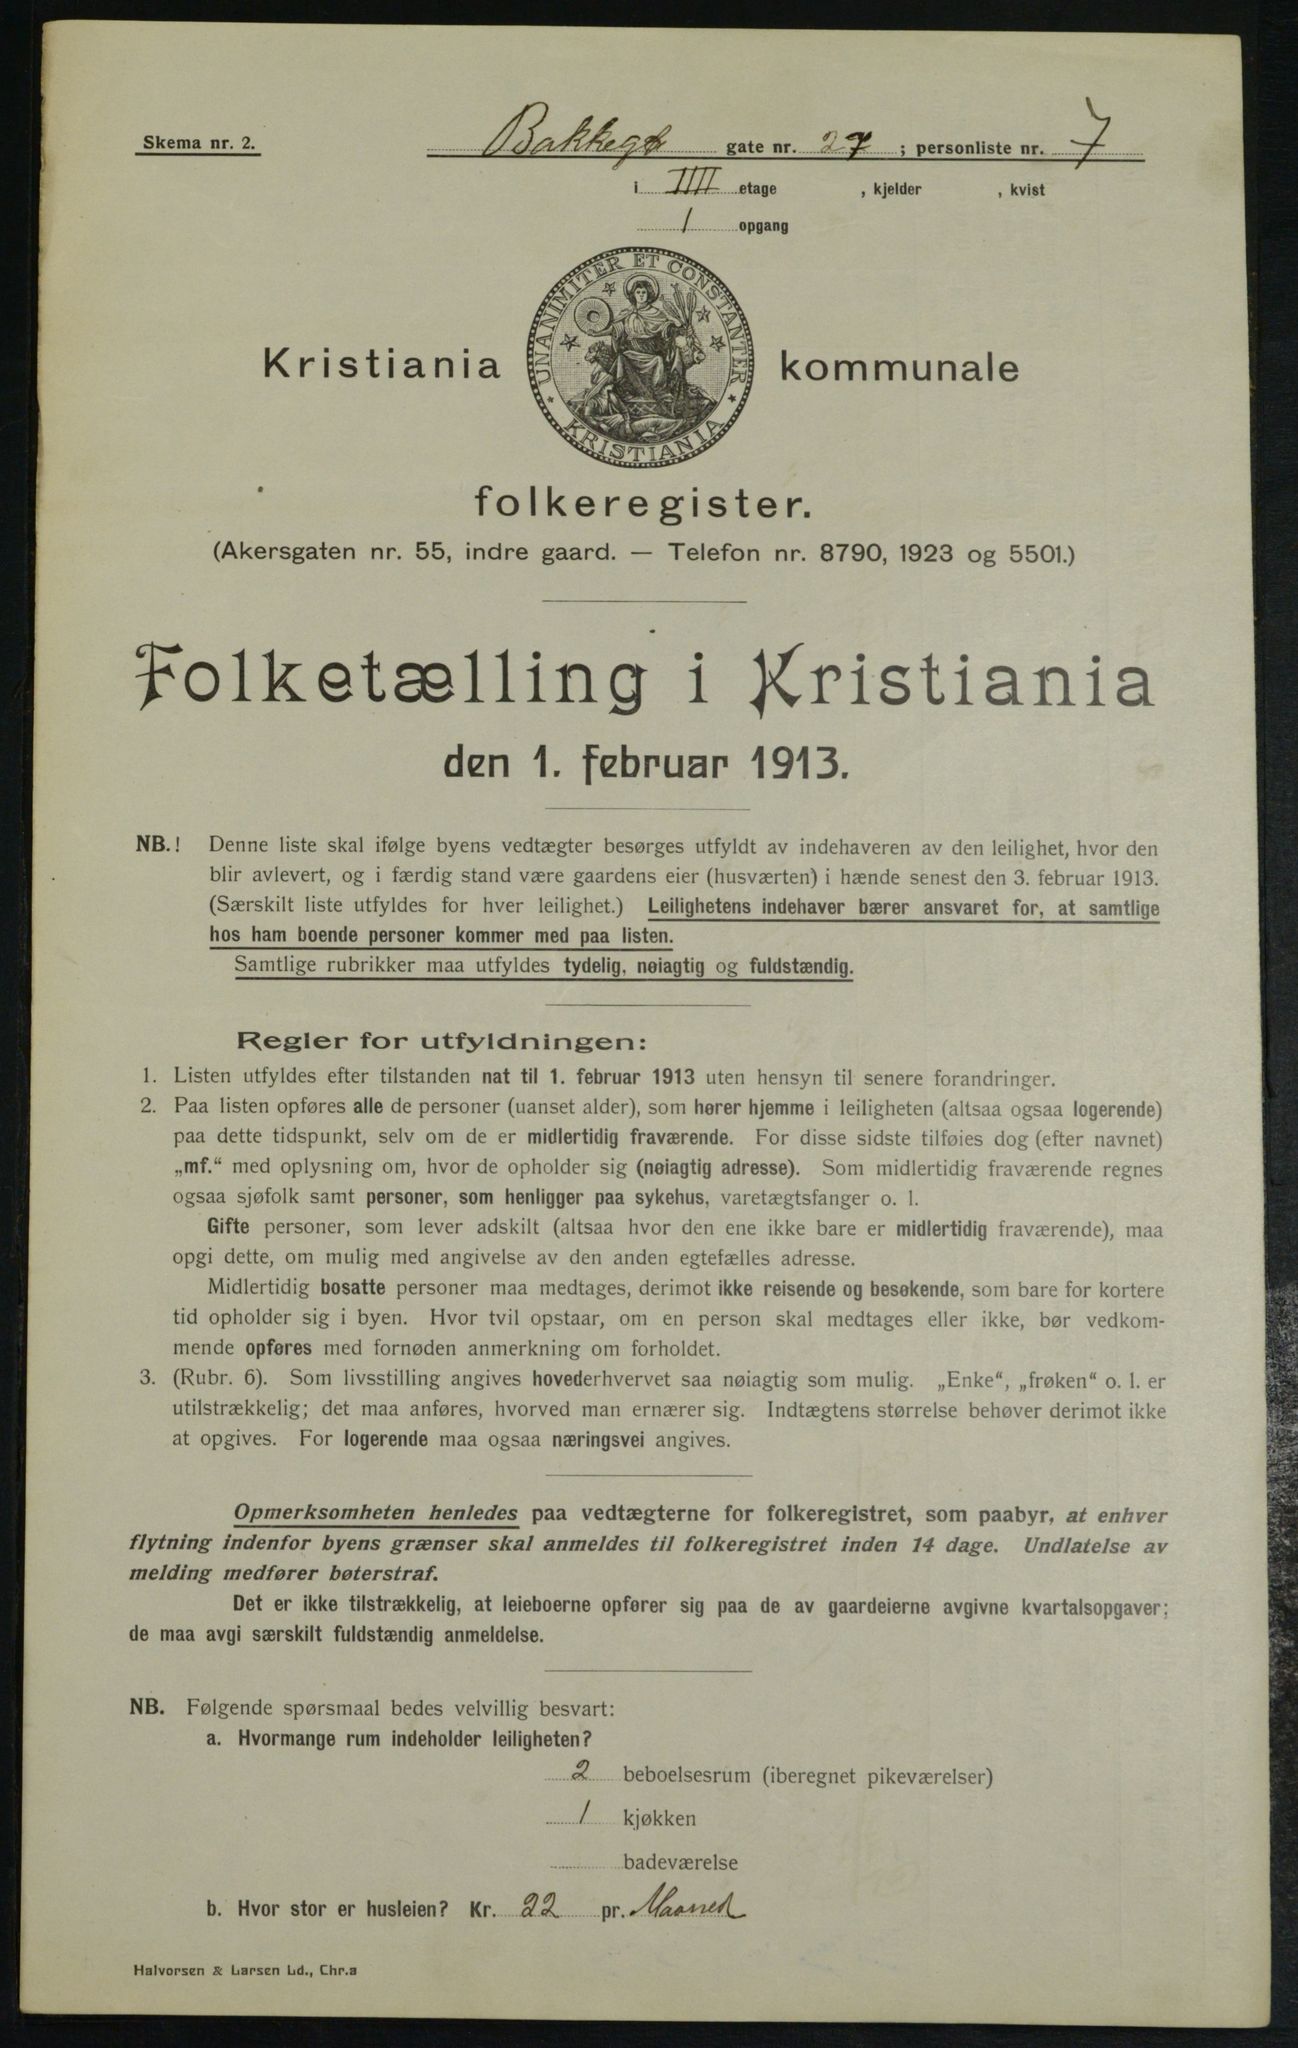 Skema nr. 2.
Bakkegt gate nr. 27 ; personliste nr. 7
i IIII etage , kjelder , kvist
1 opgang
UNANIMITER ET CONSTANTER
KRISTIANIA
Kristiania kommunale
folkeregister.
(Akersgaten nr. 55, indre gaard. — Telefon nr. 8790, 1923 og 5501.)
Folketælling i Kristiania
den 1. februar 1913.
NB.! Denne liste skal ifølge byens vedtægter besørges utfyldt av indehaveren av den leilighet, hvor den
blir avlevert, og i færdig stand være gaardens eier (husværten) i hænde senest den 3. februar 1913.
(Særskilt liste utfyldes for hver leilighet.) Leilighetens indehaver bærer ansvaret for, at samtlige
hos ham boende personer kommer med paa listen.
Samtlige rubrikker maa utfyldes tydelig, nøiagtig og fuldstændig.
Regler for utfyldningen:
1. Listen utfyldes efter tilstanden nat til 1. februar 1913 uten hensyn til senere forandringer.
2. Paa listen opføres alle de personer (uanset alder), som hører hjemme i leiligheten (altsaa ogsaa logerende)
paa dette tidspunkt, selv om de er midlertidig fraværende. For disse sidste tilføies dog (efter navnet)
„mf.“ med oplysning om, hvor de opholder sig (nøiagtig adresse). Som midlertidig fraværende regnes
ogsaa sjøfolk samt personer, som henligger paa sykehus, varetægtsfanger o. l.
Gifte personer, som lever adskilt (altsaa hvor den ene ikke bare er midlertidig fraværende), maa
opgi dette, om mulig med angivelse av den anden egtefælles adresse.
Midlertidig bosatte personer maa medtages, derimot ikke reisende og besøkende, som bare for kortere
tid opholder sig i byen. Hvor tvil opstaar, om en person skal medtages eller ikke, bør vedkom-
mende opføres med fornøden anmerkning om forholdet.
3. (Rubr. 6). Som livsstilling angives hovederhvervet saa nøiagtig som mulig. „Enke“, „frøken“ o. l. er
utilstrækkelig; det maa anføres, hvorved man ernærer sig. Indtægtens størrelse behøver derimot ikke
at opgives. For logerende maa ogsaa næringsvei angives.
Opmerksomheten henledes paa vedtægterne for folkeregistret, som paabyr, at enhver
flytning indenfor byens grænser skal anmeldes til folkeregistret inden 14 dage. Undlatelse av
melding medfører bøterstraf.
Det er ikke tilstrækkelig, at leieboerne opfører sig paa de av gaardeierne avgivne kvartalsopgaver;
de maa avgi særskilt fuldstændig anmeldelse.
NB. Følgende spørsmaal bedes velvillig besvart:
a. Hvormange rum indeholder leiligheten?
2 beboelsesrum (iberegnet pikeværelser)
1 kjøkken
badeværelse
b. Hvor stor er husleien? Kr. 22 pr. Maaned
Halvorsen & Larsen Ld., Chr.a